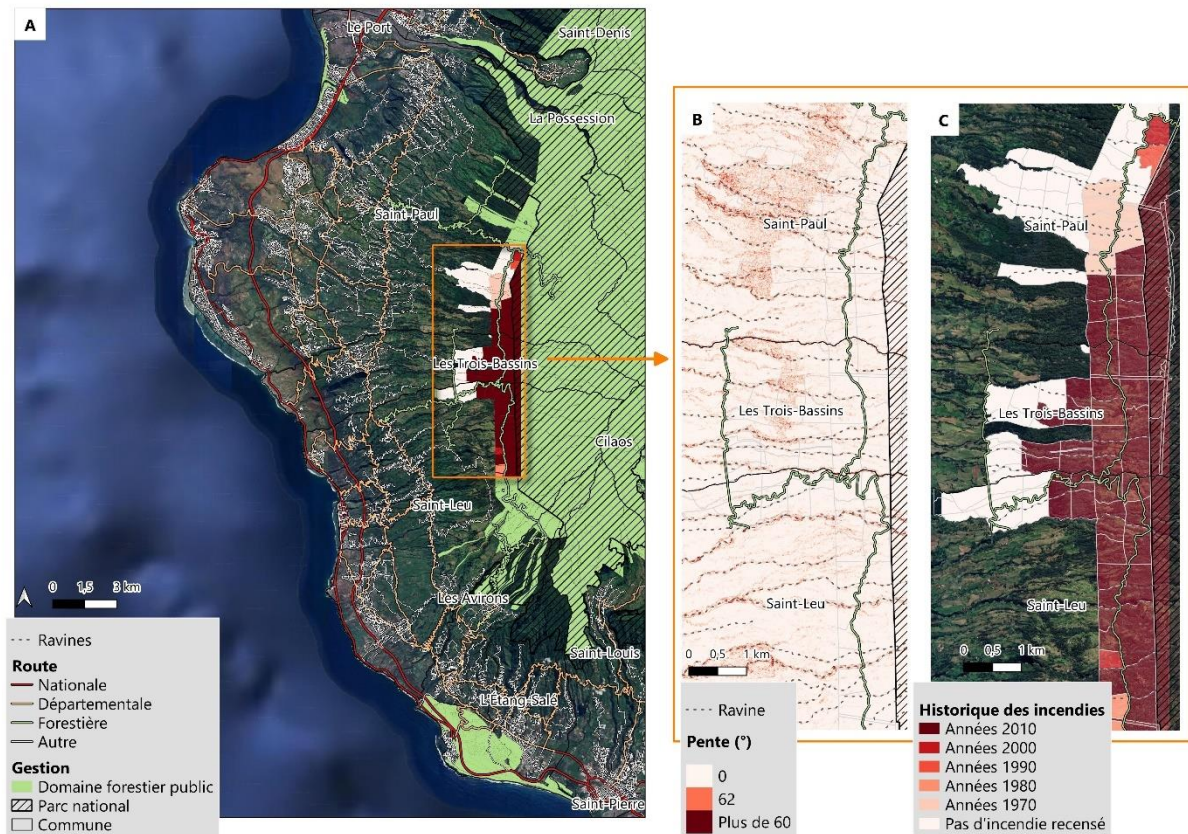 A
Le Port
Saint-Denis
La Possession
Saint-Paul
Les Trois-Bassins
Cilaos
Saint-Leu
Les Avirons
Saint-Louis
L'Étang-Salé
Saint-Pierre
0 1,5 3 km
Ravines
Route
Nationale
Départementale
Forestière
Autre
Gestion
Domaine forestier public
Parc national
Commune
B
Saint-Paul
Les Trois-Bassins
Saint-Leu
0 0,5 1 km
Ravine
Pente (°)
0
62
Plus de 60
C
Saint-Paul
Les Trois-Bassins
Saint-Leu
0 0,5 1 km
Historique des incendies
Années 2010
Années 2000
Années 1990
Années 1980
Années 1970
Pas d'incendie recensé